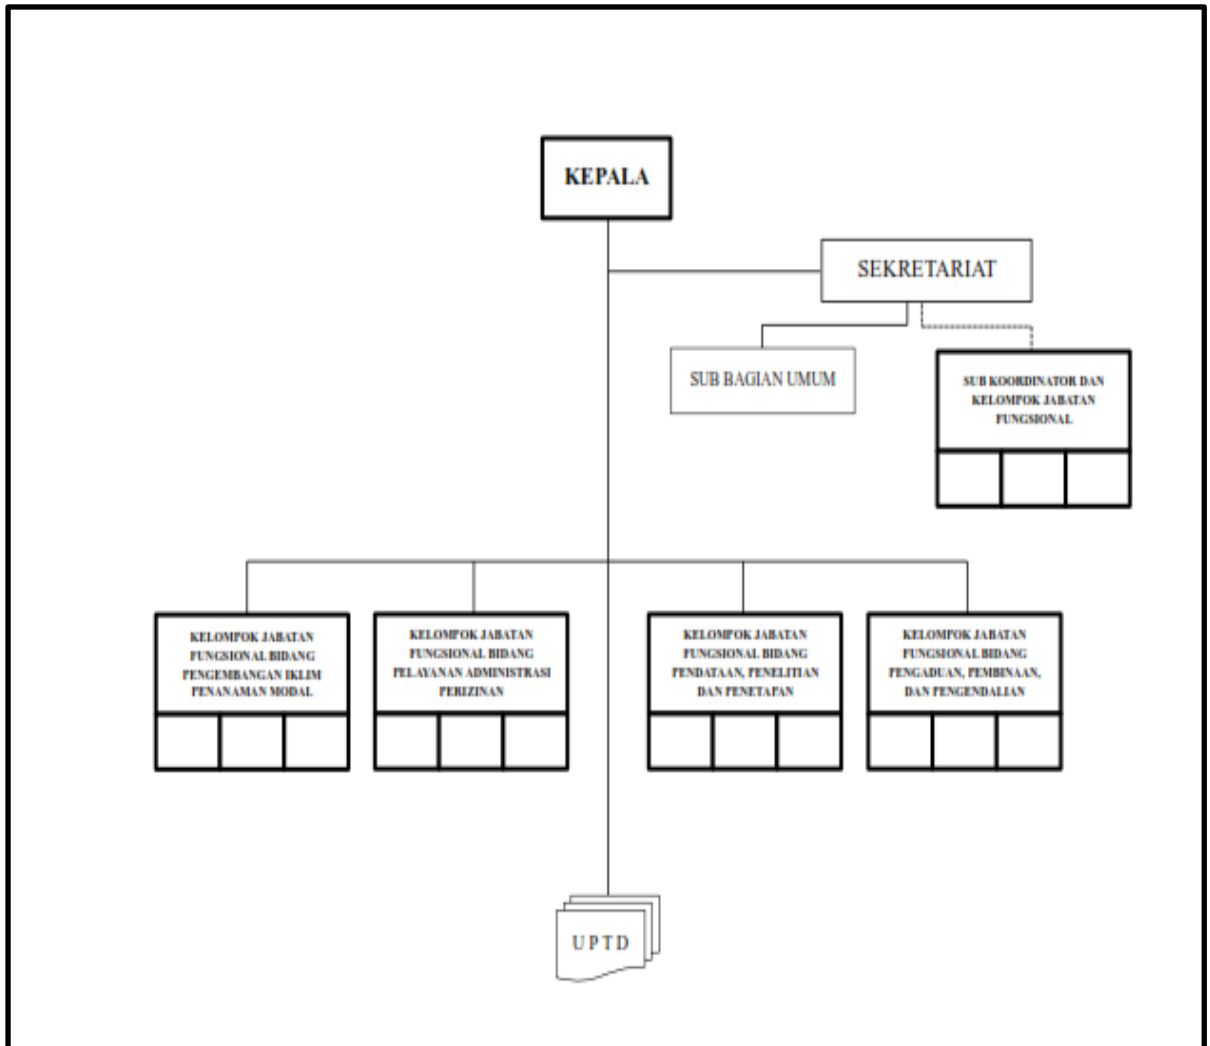 KEPALA
SEKRETARIAT
SUB BAGIAN UMUM
SUB KOORDINATOR DAN
KELOMPOK JABATAN
FUNGSIONAL
KELOMPOK JABATAN
FUNGSIONAL BIDANG
PENGEMBANGAN IKLIM
PENANAMAN MODAL
KELOMPOK JABATAN
FUNGSIONAL BIDANG
PELAYANAN ADMINISTRASI
PERIZINAN
KELOMPOK JABATAN
FUNGSIONAL BIDANG
PENDATAAN, PENELITIAN
DAN PENETAPAN
KELOMPOK JABATAN
FUNGSIONAL BIDANG
PENGADUAN, PEMBINAAN,
DAN PENGENDALIAN
U P T D